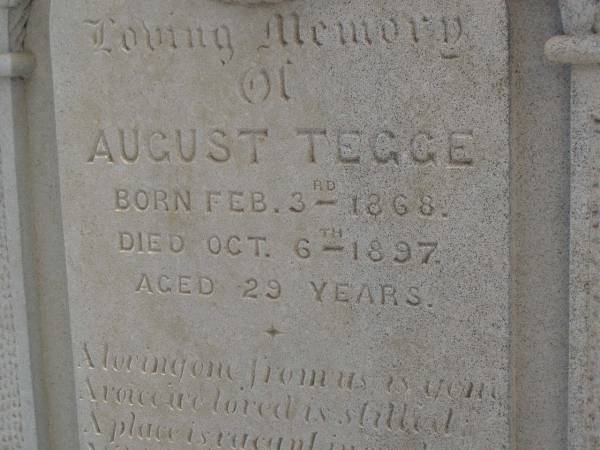 Loving Memory
Of
AUGUST TEGGE
BORN FEB. 3RD 1868.
DIED OCT. 6TH 1897.
AGED 29 YEARS.
A loving one from us is gone
A voice we loved is stilled
A place is vacant in